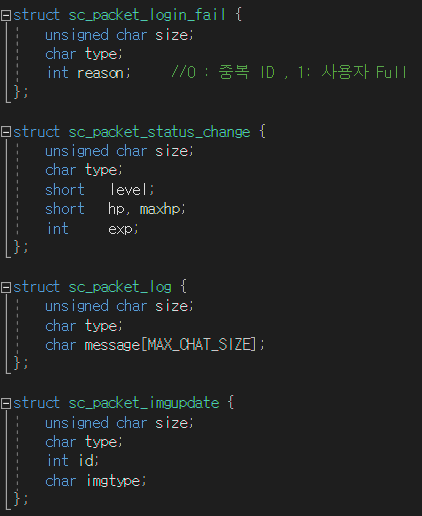 struct sc_packet_login_fail {
unsigned char size;
char type;
int reason; //0 : 중복 ID , 1: 사용자 Full
};
struct sc_packet_status_change {
unsigned char size;
char type;
short level;
short hp, maxhp;
int exp;
};
struct sc_packet_log {
unsigned char size;
char type;
char message[MAX_CHAT_SIZE];
};
struct sc_packet_imgupdate {
unsigned char size;
char type;
int id;
char imgtype;
};